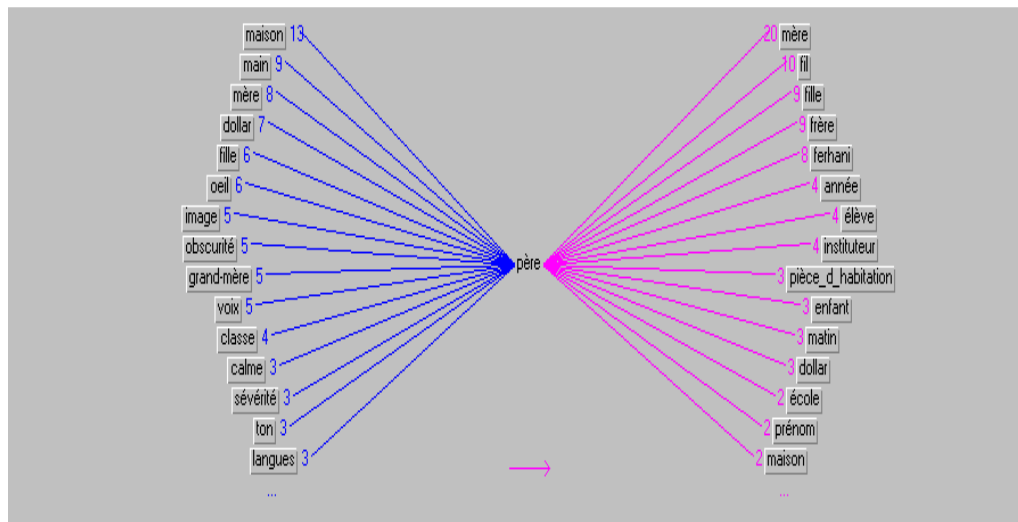 maison 13
main 9
mère 8
dollar 7
fille 6
oeil 6
image 5
obscurité 5
grand-mère 5
voix 5
classe 4
calme 3
sévérité 3
ton 3
langues 3
...
père
20 mère
10 fil
9 fille
9 frère
8 ferhani
4 année
4 élève
4 instituteur
3 pièce_d_habitation
3 enfant
3 matin
3 dollar
2 école
2 prénom
2 maison
...